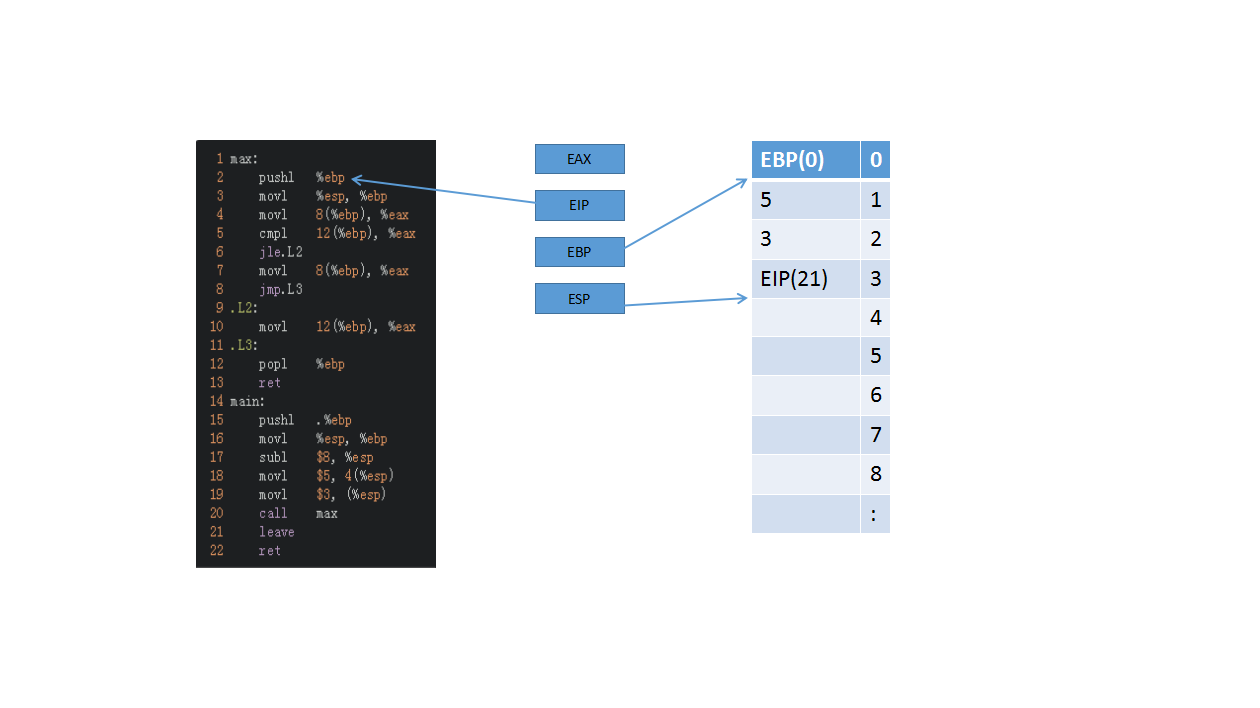 1 max:
2 pushl %ebp
3 movl %esp, %ebp
4 movl 8(%ebp), %eax
5 cmpl 12(%ebp), %eax
6 jle.L2
7 movl 8(%ebp), %eax
8 jmp.L3
9 .L2:
10 movl 12(%ebp), %eax
11 .L3:
12 popl %ebp
13 ret
14 main:
15 pushl .%ebp
16 movl %esp, %ebp
17 subl $8, %esp
18 movl $5, 4(%esp)
19 movl $3, (%esp)
20 call max
21 leave
22 ret
EAX
EIP
EBP
ESP
EBP(0) 0
5 1
3 2
EIP(21) 3
4
5
6
7
8
: